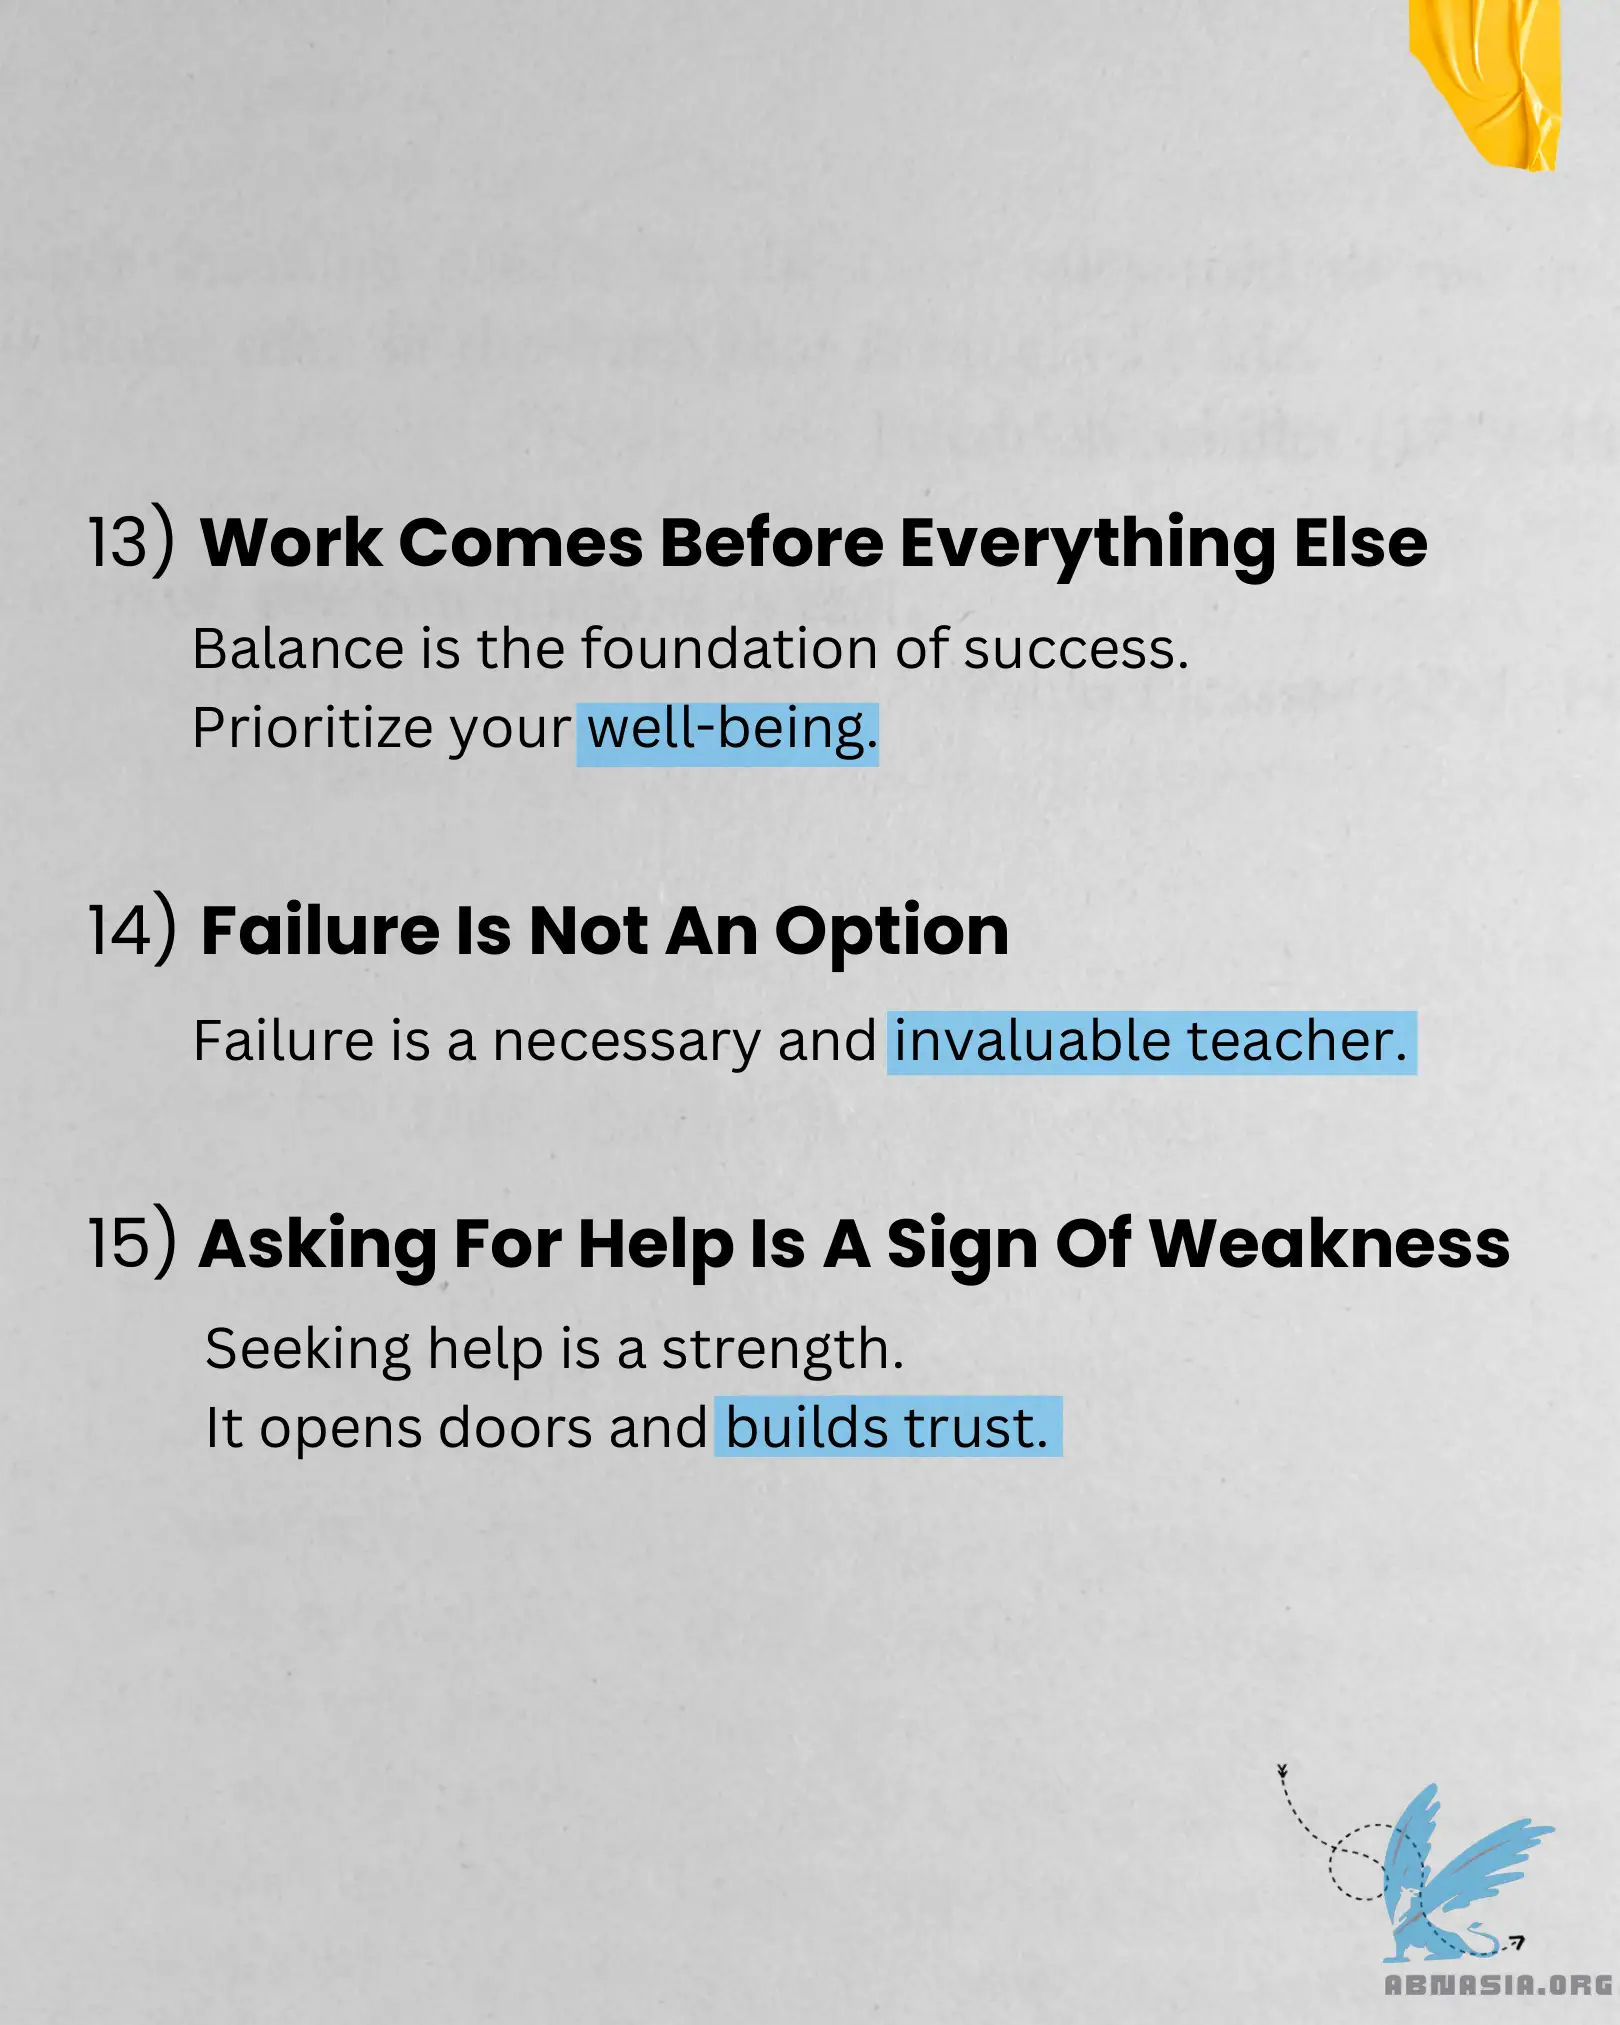 13) Work Comes Before Everything Else
Balance is the foundation of success.
Prioritize your well-being.
14) Failure Is Not An Option
Failure is a necessary and invaluable teacher.
15) Asking For Help Is A Sign Of Weakness
Seeking help is a strength.
It opens doors and builds trust.
ABNASIA.ORG